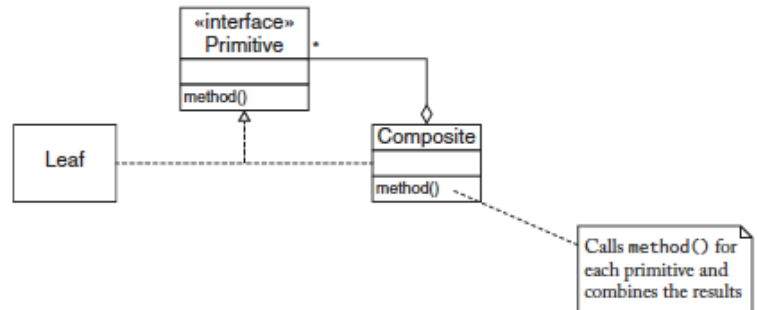 «interface»
Primitive
*
method()
Leaf
Composite
method()
Calls method() for
each primitive and
combines the results